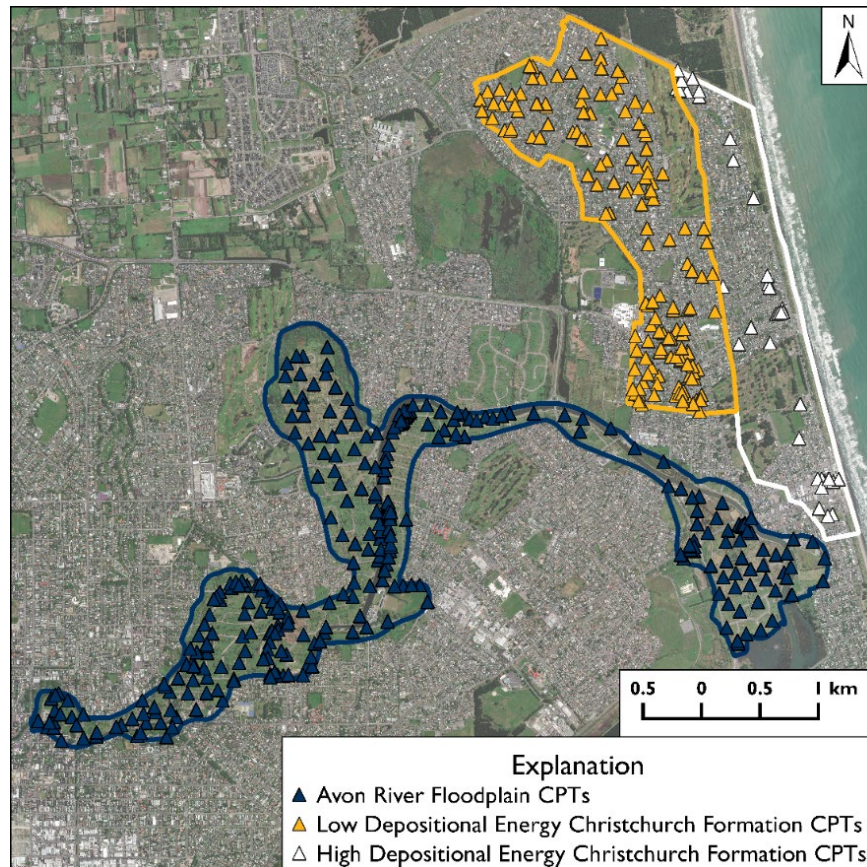 N
0.5 0 0.5 1 km
Explanation
Avon River Floodplain CPTs
Low Depositional Energy Christchurch Formation CPTs
High Depositional Energy Christchurch Formation CPTs